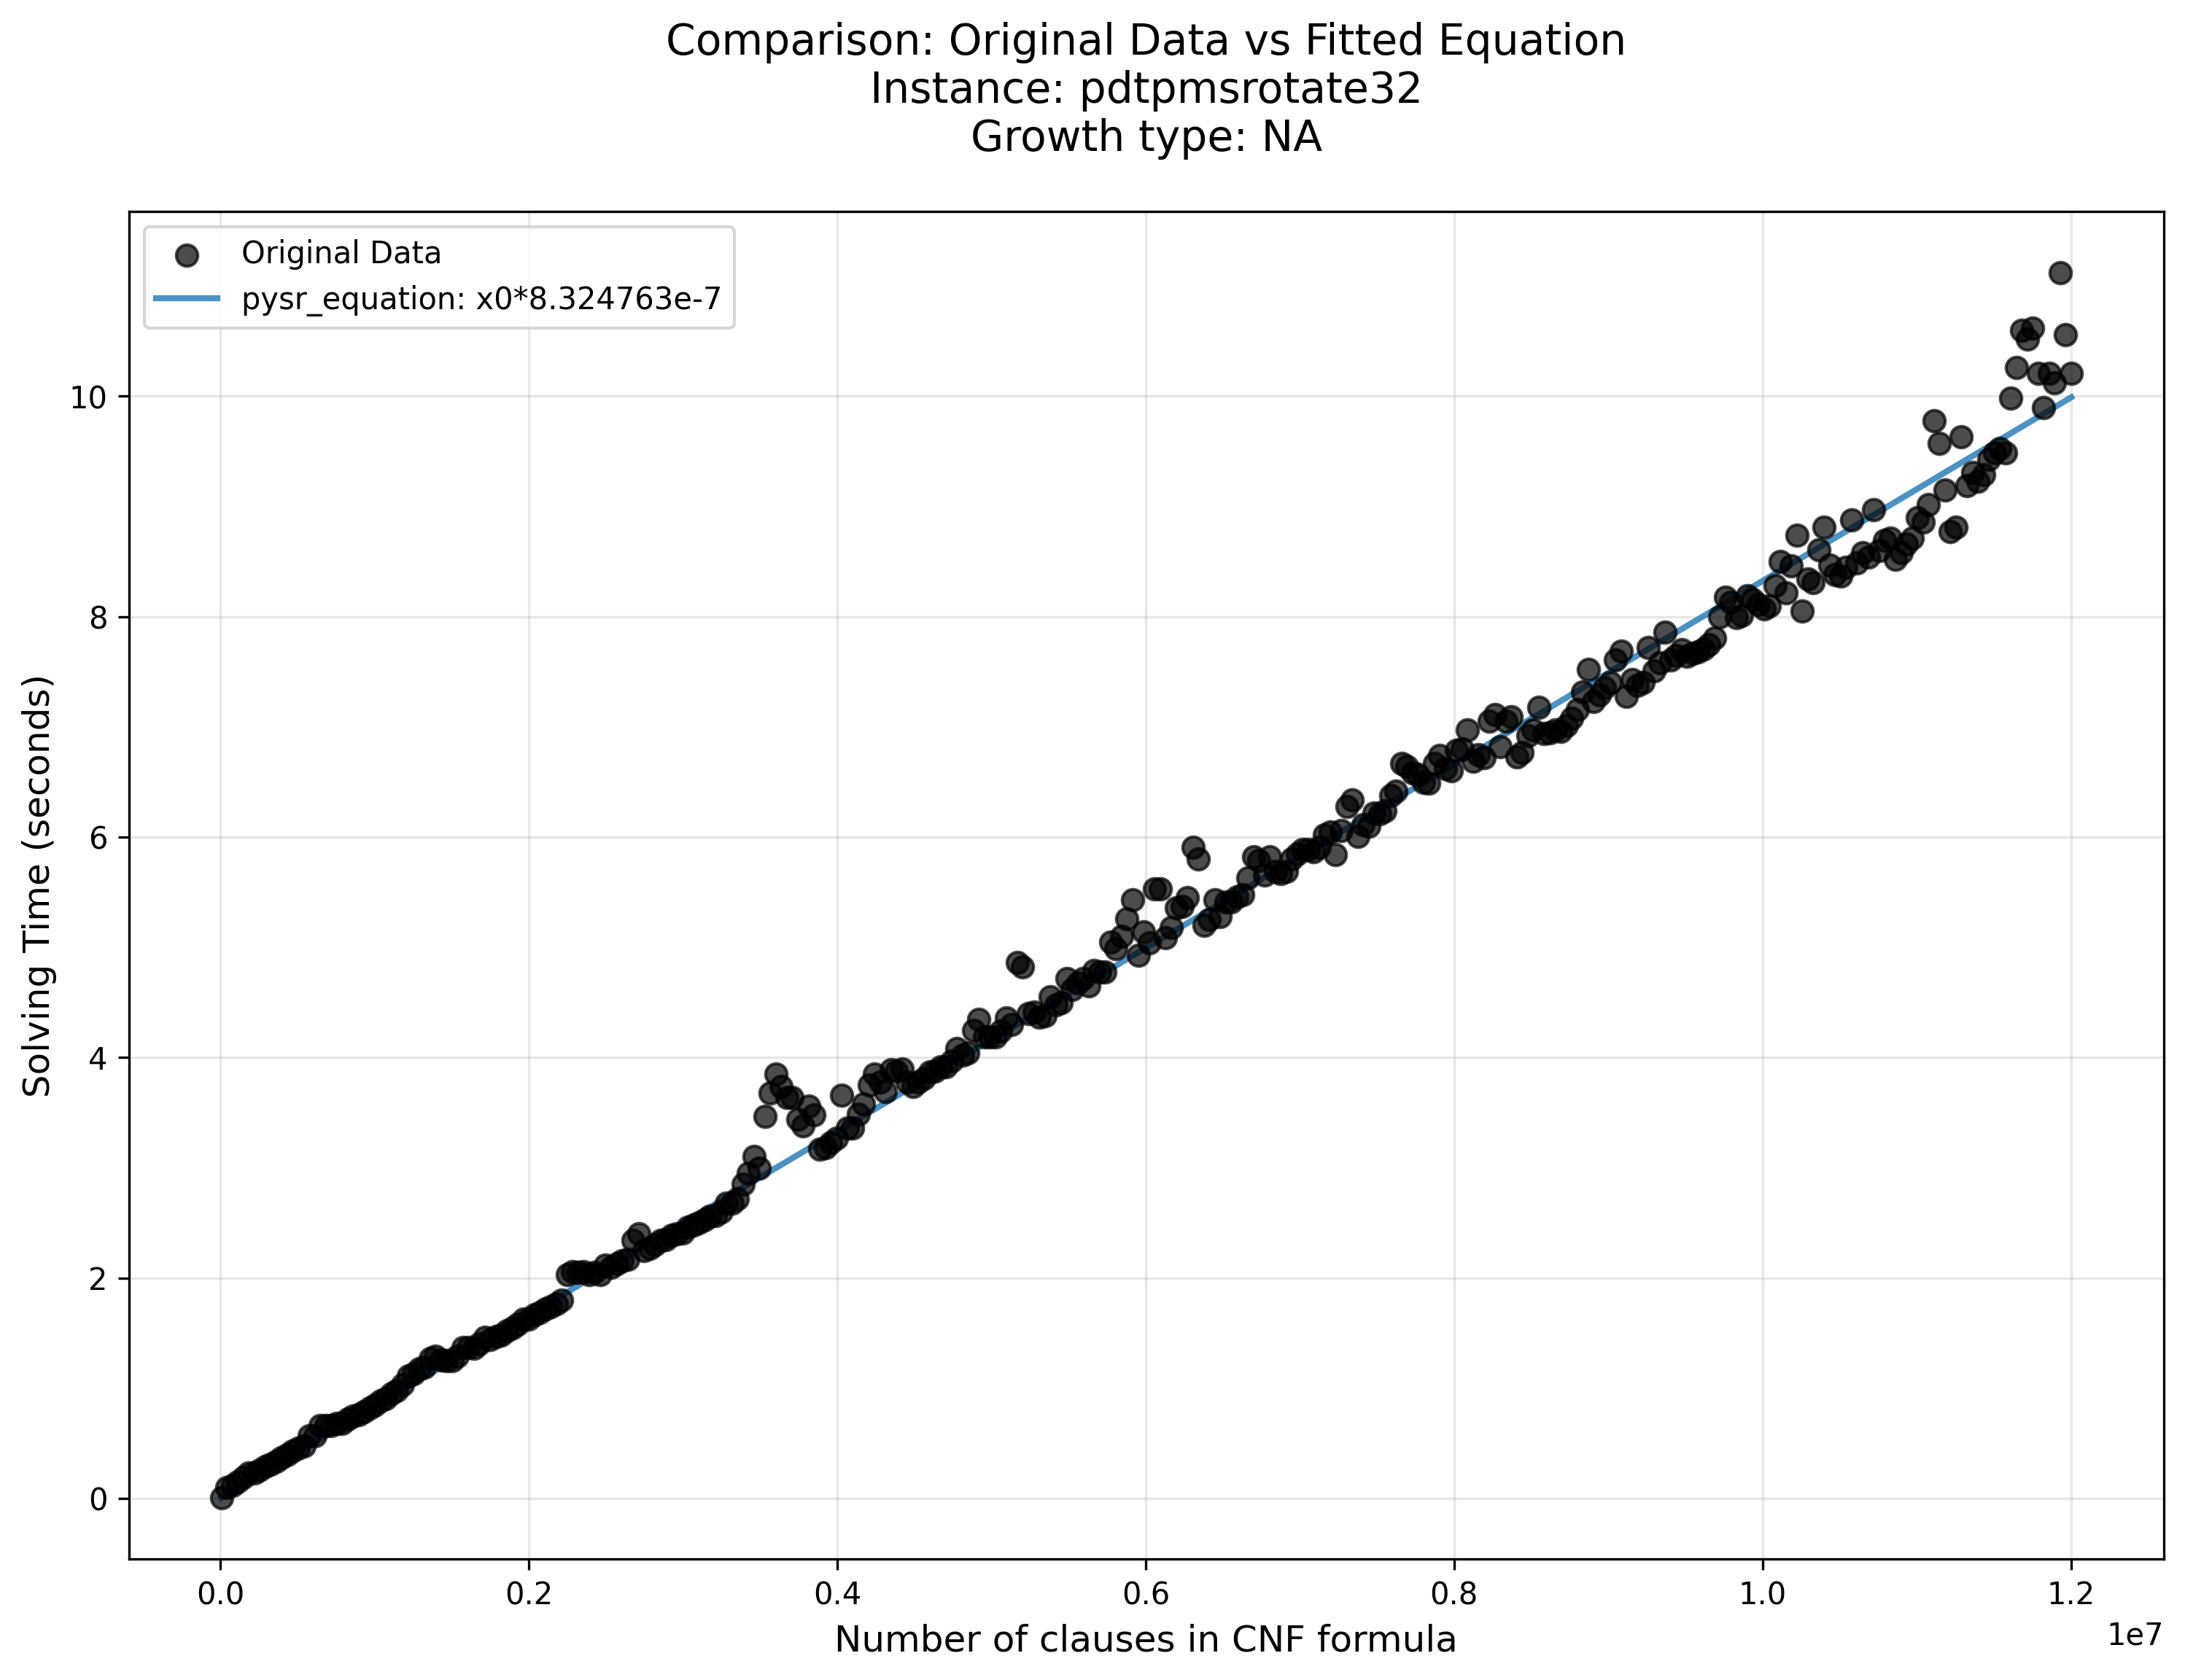 Comparison: Original Data vs Fitted Equation
Instance: pdtpmsrotate32
Growth type: NA
Original Data
pysr_equation: x0*8.324763e-7
Solving Time (seconds)
10
8
6
4
2
0
0.0 0.2 0.4 0.6 0.8 1.0 1.2
1e7
Number of clauses in CNF formula